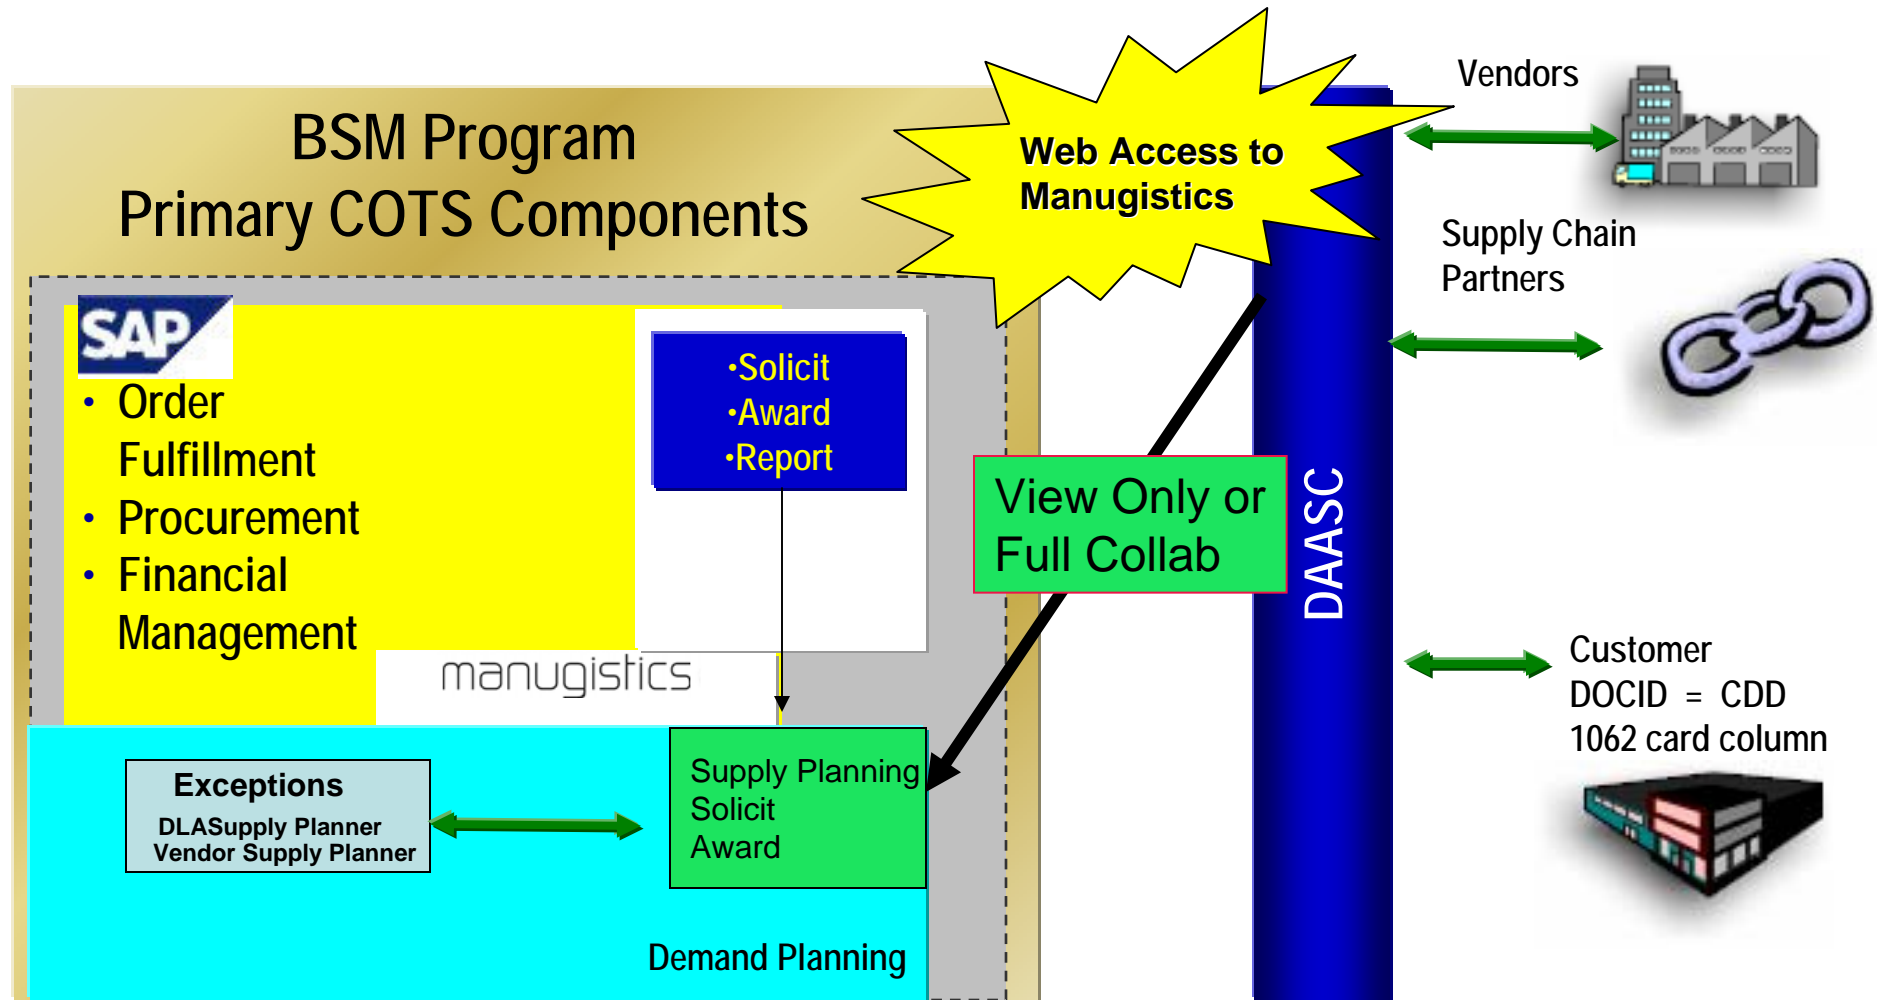 BSM Program
Primary COTS Components
Web Access to
Manugistics
Vendors
Supply Chain
Partners
SAP
• Order
Fulfillment
• Procurement
• Financial
Management
•Solicit
•Award
•Report
View Only or
Full Collab
DAASC
manugistics
Customer
DOCID = CDD
1062 card column
Exceptions
DLASupply Planner
Vendor Supply Planner
Supply Planning
Solicit
Award
Demand Planning